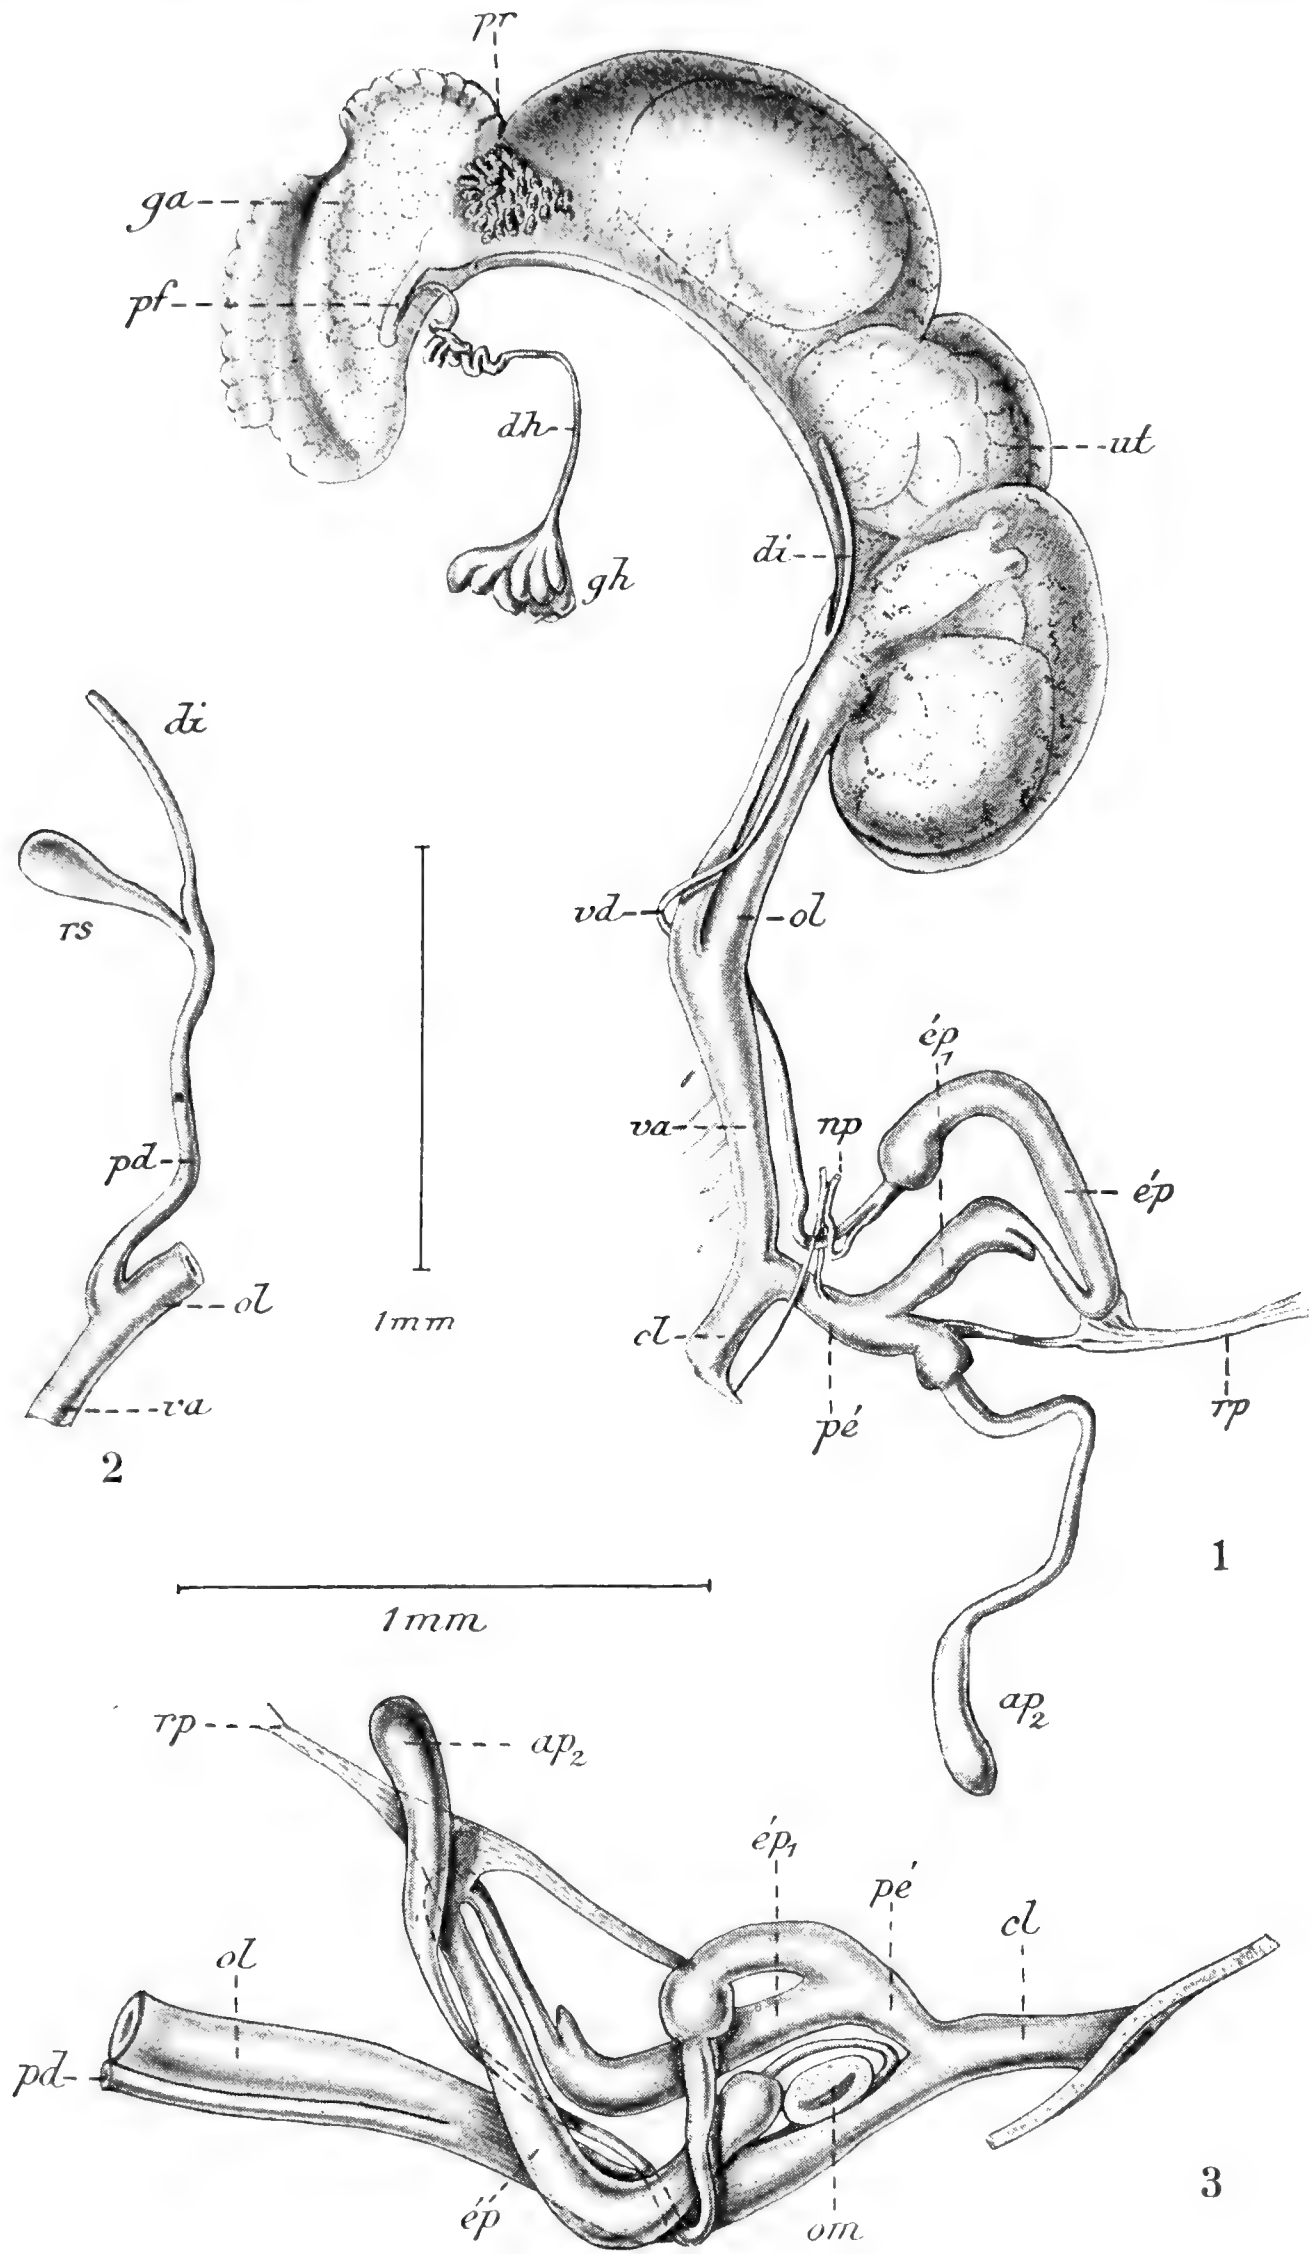 pr
ga
pf
dh
gh
ut
di
di
rs
vd
ol
ép₁
va
np
pd
ép
ol
1mm
cl
va
pé
rp
2
1
1mm
ap₂
rp
ap₂
ép₁
pé
cl
ol
pd
ép
om
3